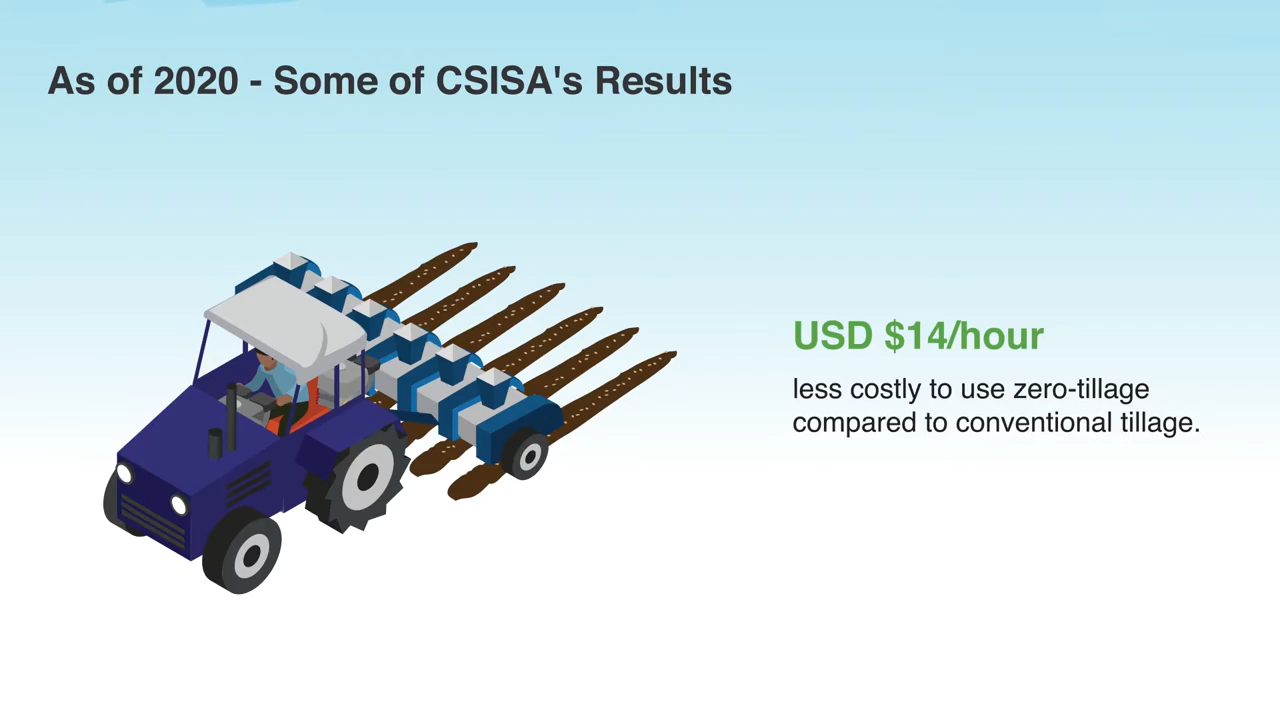 As of 2020 - Some of CSISA's Results
USD $14/hour
less costly to use zero-tillage
compared to conventional tillage.